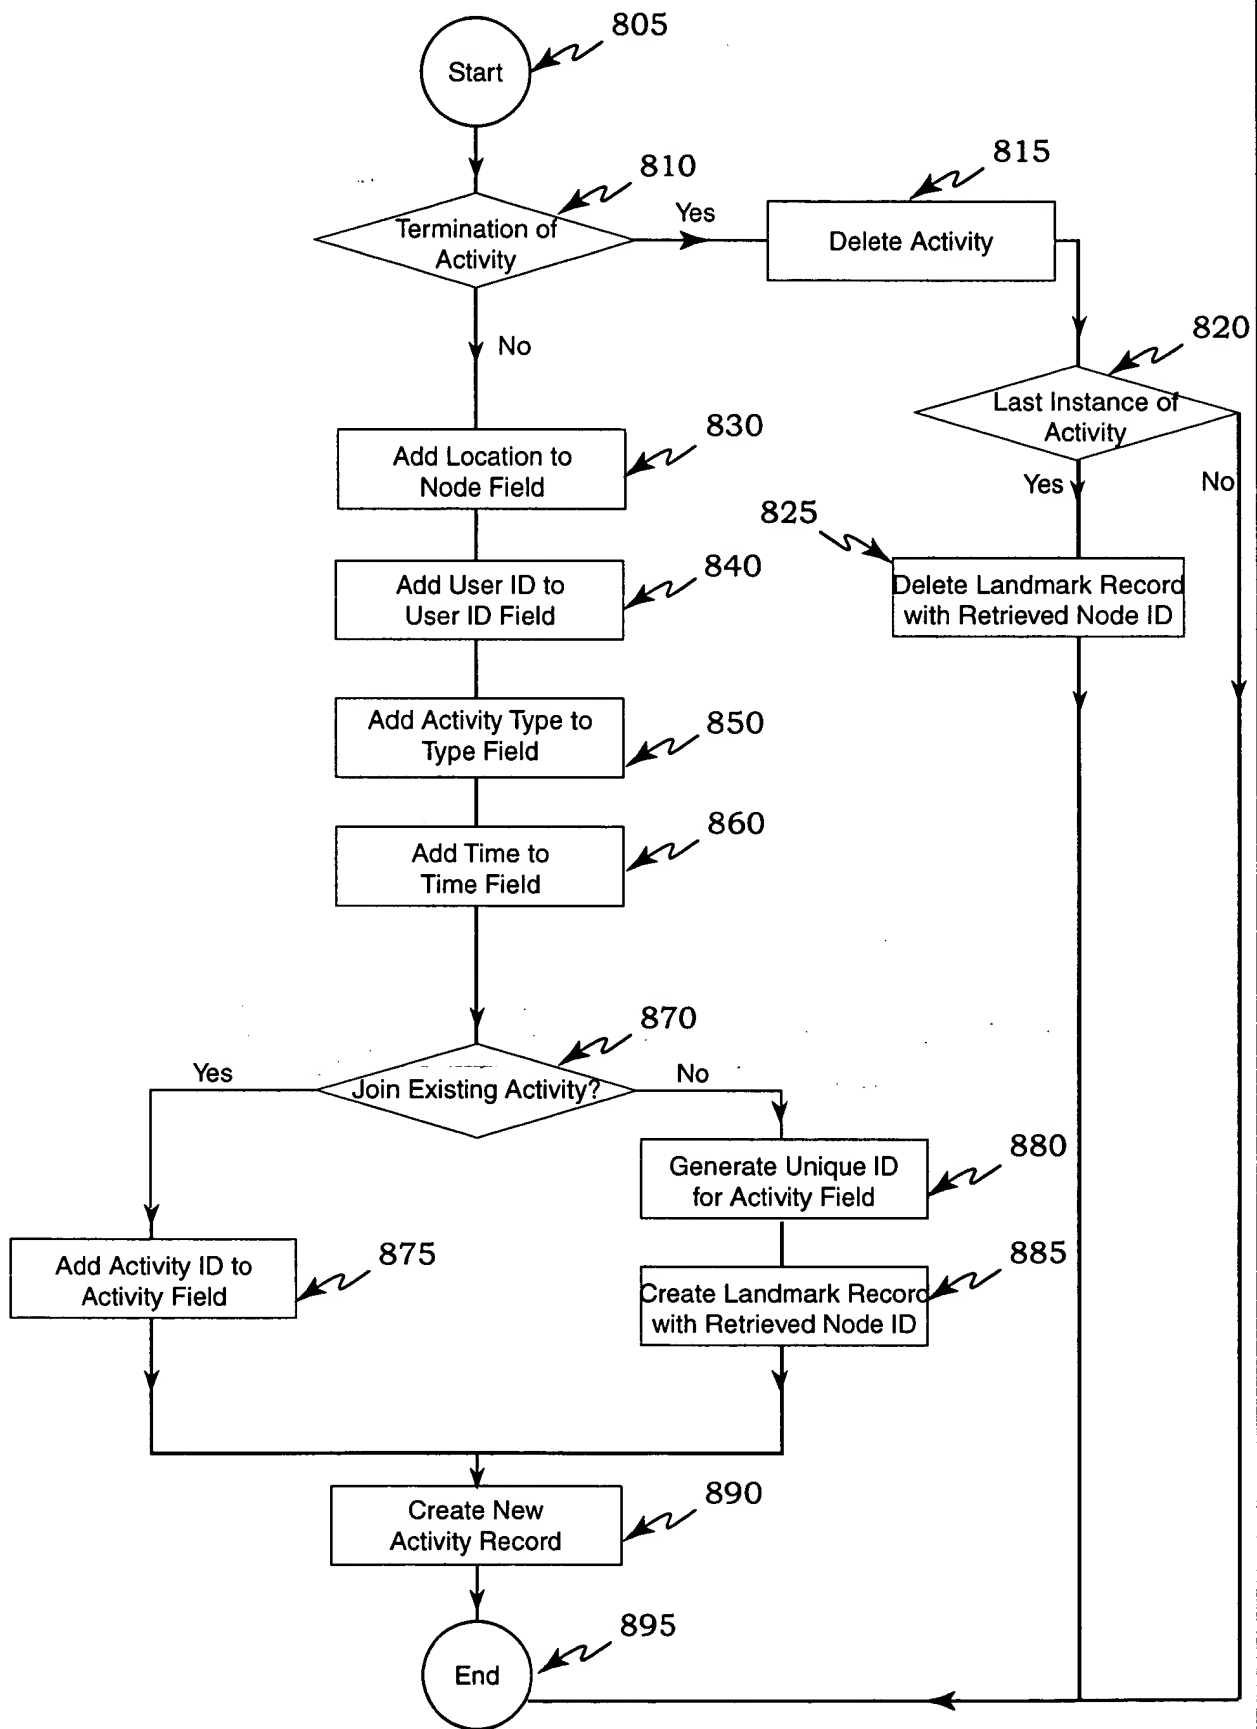 805
Start
810
815
Termination of
Activity
Yes
Delete Activity
820
No
Last Instance of
Activity
830
Add Location to
Node Field
Yes
No
825
840
Add User ID to
User ID Field
Delete Landmark Record
with Retrieved Node ID
850
Add Activity Type to
Type Field
860
Add Time to
Time Field
870
Yes
Join Existing Activity?
No
880
Generate Unique ID
for Activity Field
875
Add Activity ID to
Activity Field
885
Create Landmark Record
with Retrieved Node ID
890
Create New
Activity Record
895
End